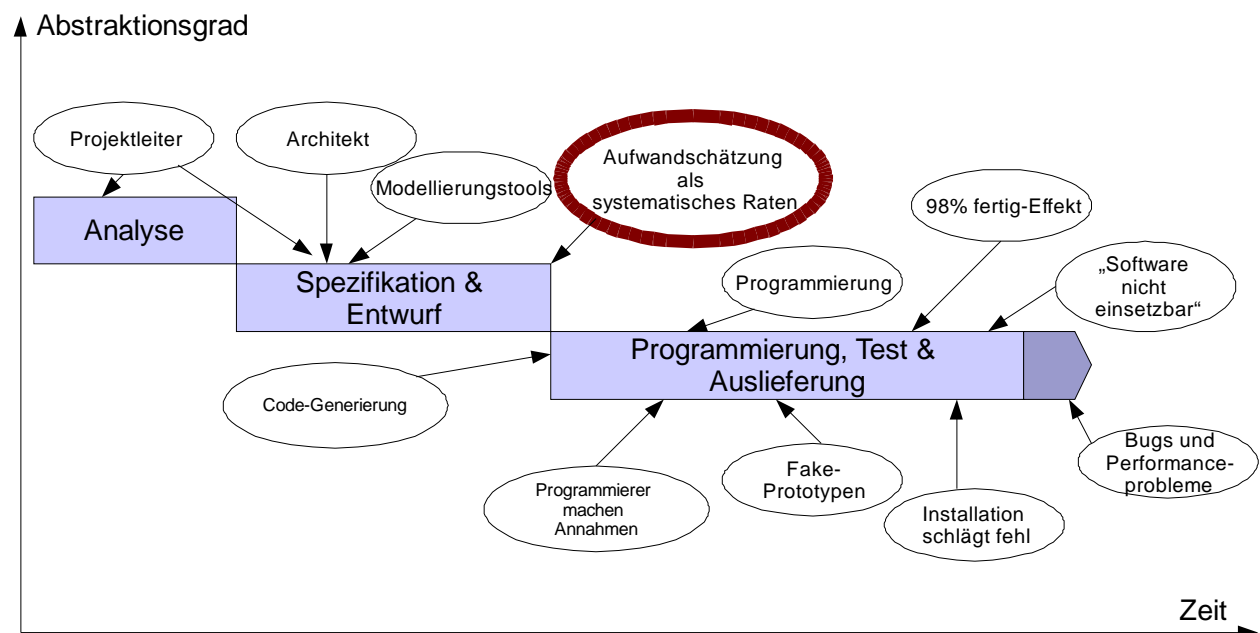 Abstraktionsgrad
Projektleiter
Architekt
Modellierungstools
Aufwandschätzung
als
systematisches Raten
98% fertig-Effekt
Analyse
Spezifikation &
Entwurf
Programmierung
„Software
nicht
einsetzbar“
Programmierung, Test &
Auslieferung
Code-Generierung
Programmierer
machen
Annahmen
Fake-
Prototypen
Installation
schlägt fehl
Bugs und
Performance-
probleme
Zeit